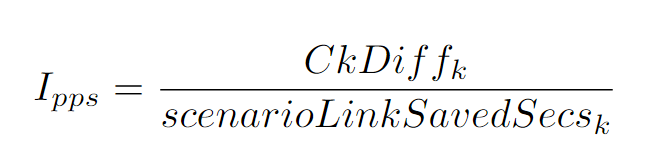 I_{pps} = \frac{CkDiff_k}{scenarioLinkSavedSecs_k}